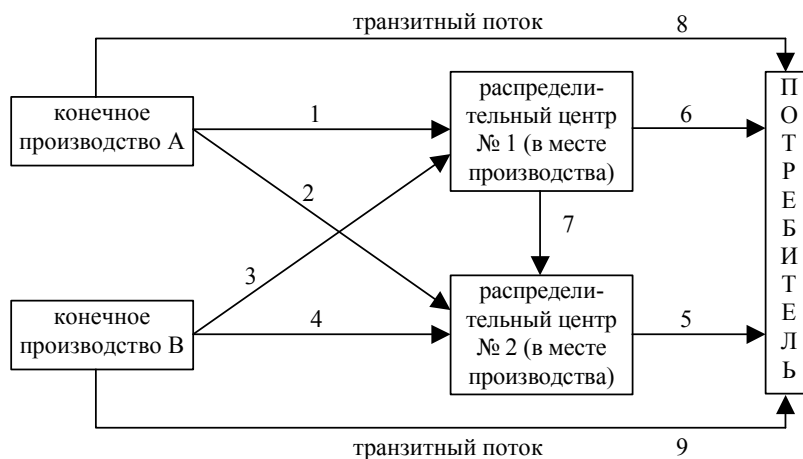 транзитный поток 8
конечное
производство А
1
распредели-
тельный центр
№ 1 (в месте
производства)
6
П
О
Т
Р
Е
Б
И
Т
Е
Л
Ь
2
7
3
конечное
производство В
4
распредели-
тельный центр
№ 2 (в месте
производства)
5
транзитный поток 9